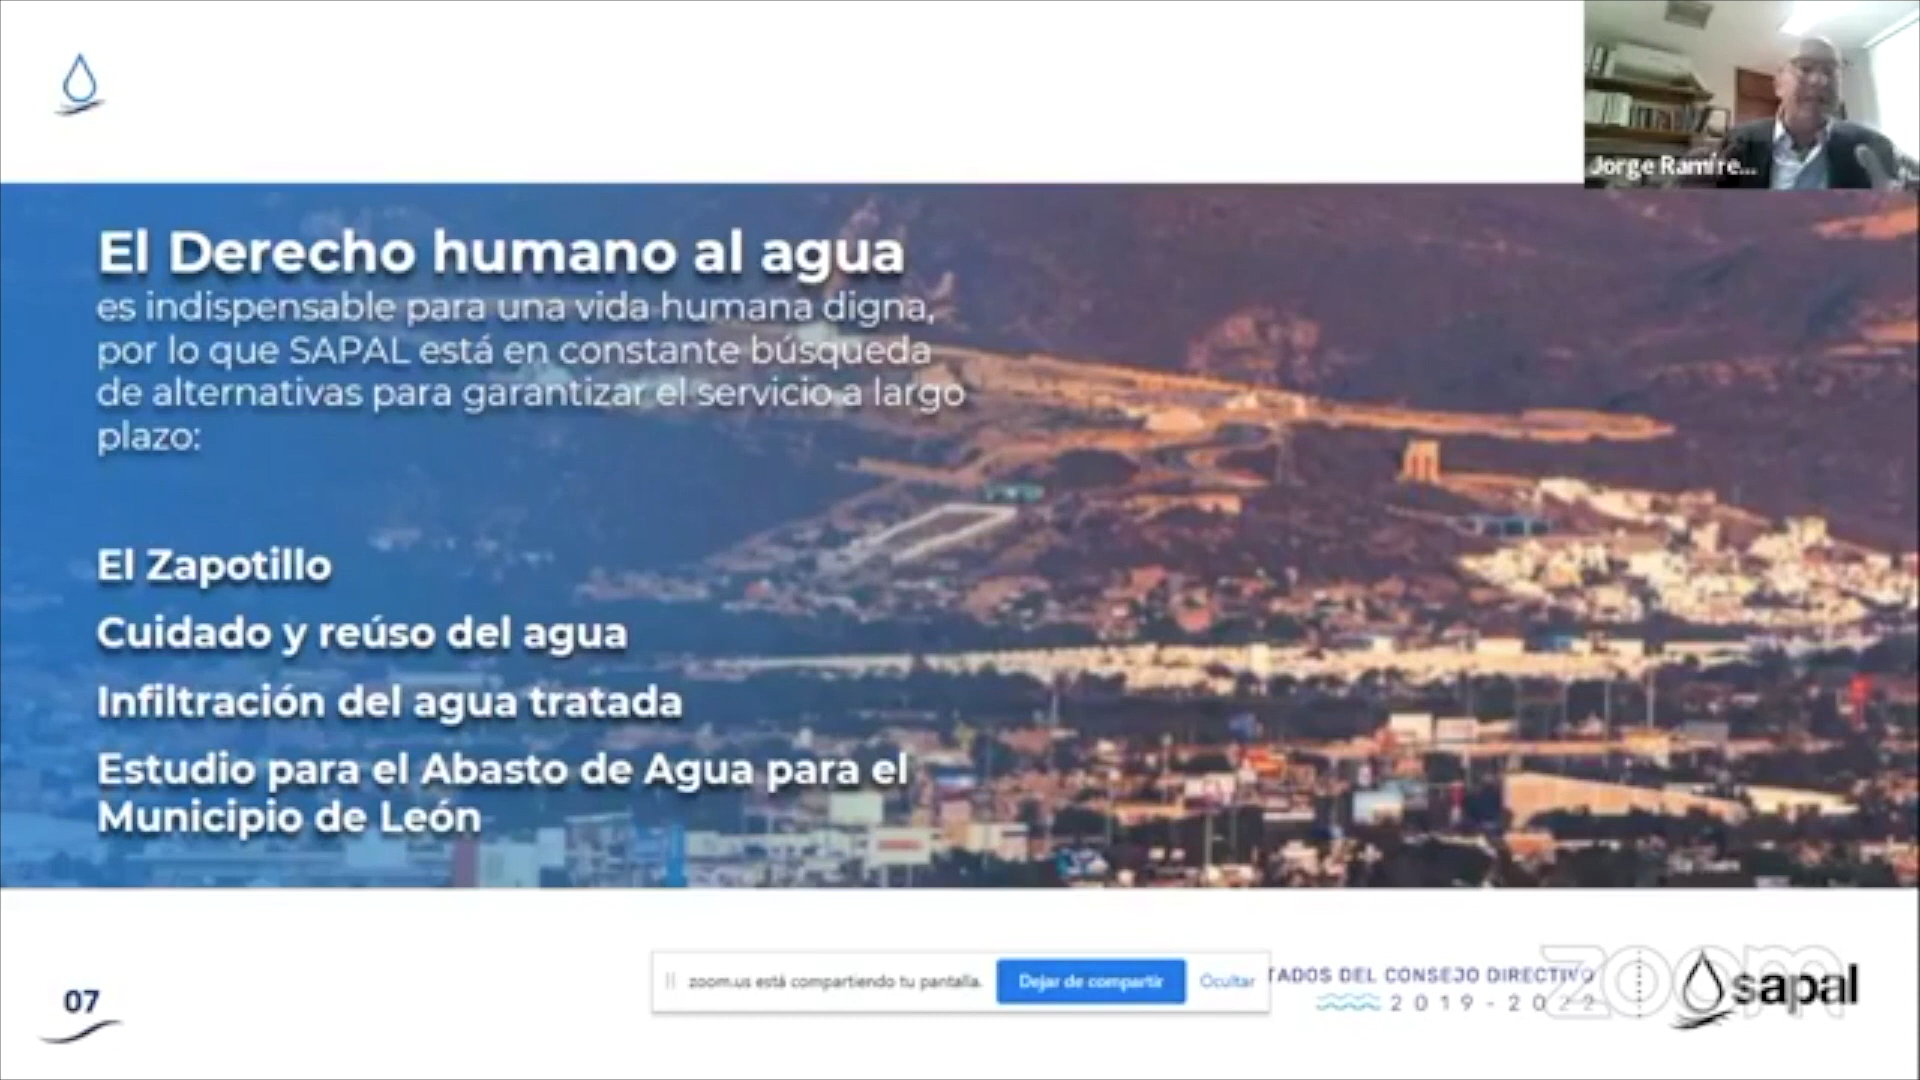 Jorge Ramíre...
El Derecho humano al agua
es indispensable para una vida humana digna,
por lo que SAPAL está en constante búsqueda
de alternativas para garantizar el servicio a largo
plazo:
El Zapotillo
Cuidado y reúso del agua
Infiltración del agua tratada
Estudio para el Abasto de Agua para el
Municipio de León
07
zoom.us está compartiendo tu pantalla.
Dejar de compartir
Ocultar
TADOS DEL CONSEJO DIRECTIVO
2019-2022
zoom
sapal